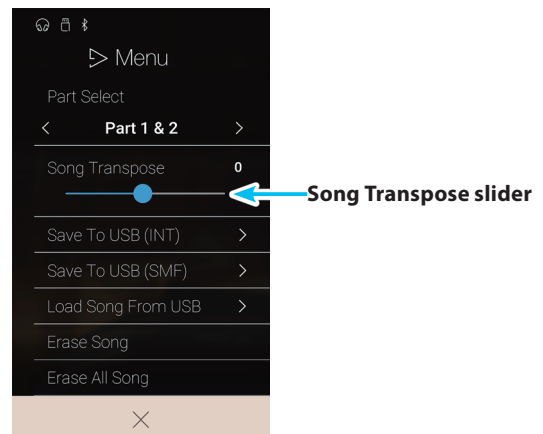 Menu
Part Select
Part 1 & 2
Song Transpose 0
Song Transpose slider
Save To USB (INT)
Save To USB (SMF)
Load Song From USB
Erase Song
Erase All Song